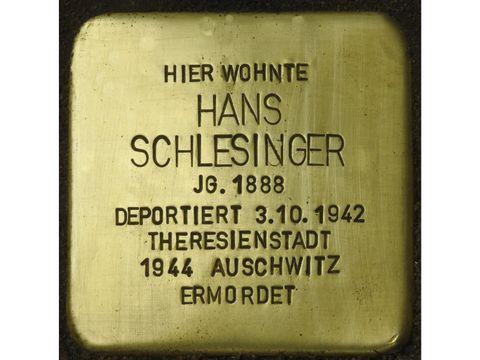 HIER WOHNTE
HANS
SCHLESINGER
JG. 1888
DEPORTIERT 3.10.1942
THERESIENSTADT
1944 AUSCHWITZ
ERMORDET